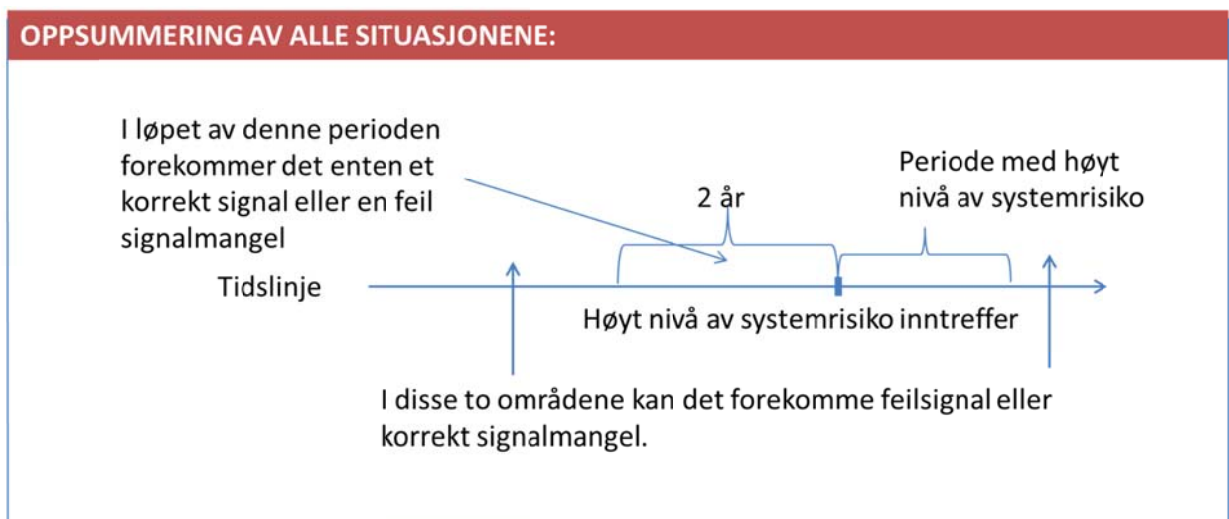 OPPSUMMERING AV ALLE SITUASJONENE:
I løpet av denne perioden
forekommer det enten et
korrekt signal eller en feil
signalmangel
2 år
Periode med høyt
nivå av systemrisiko
Tidslinje
Høyt nivå av systemrisiko inntreffer
I disse to områdene kan det forekomme feilsignal eller
korrekt signalmangel.